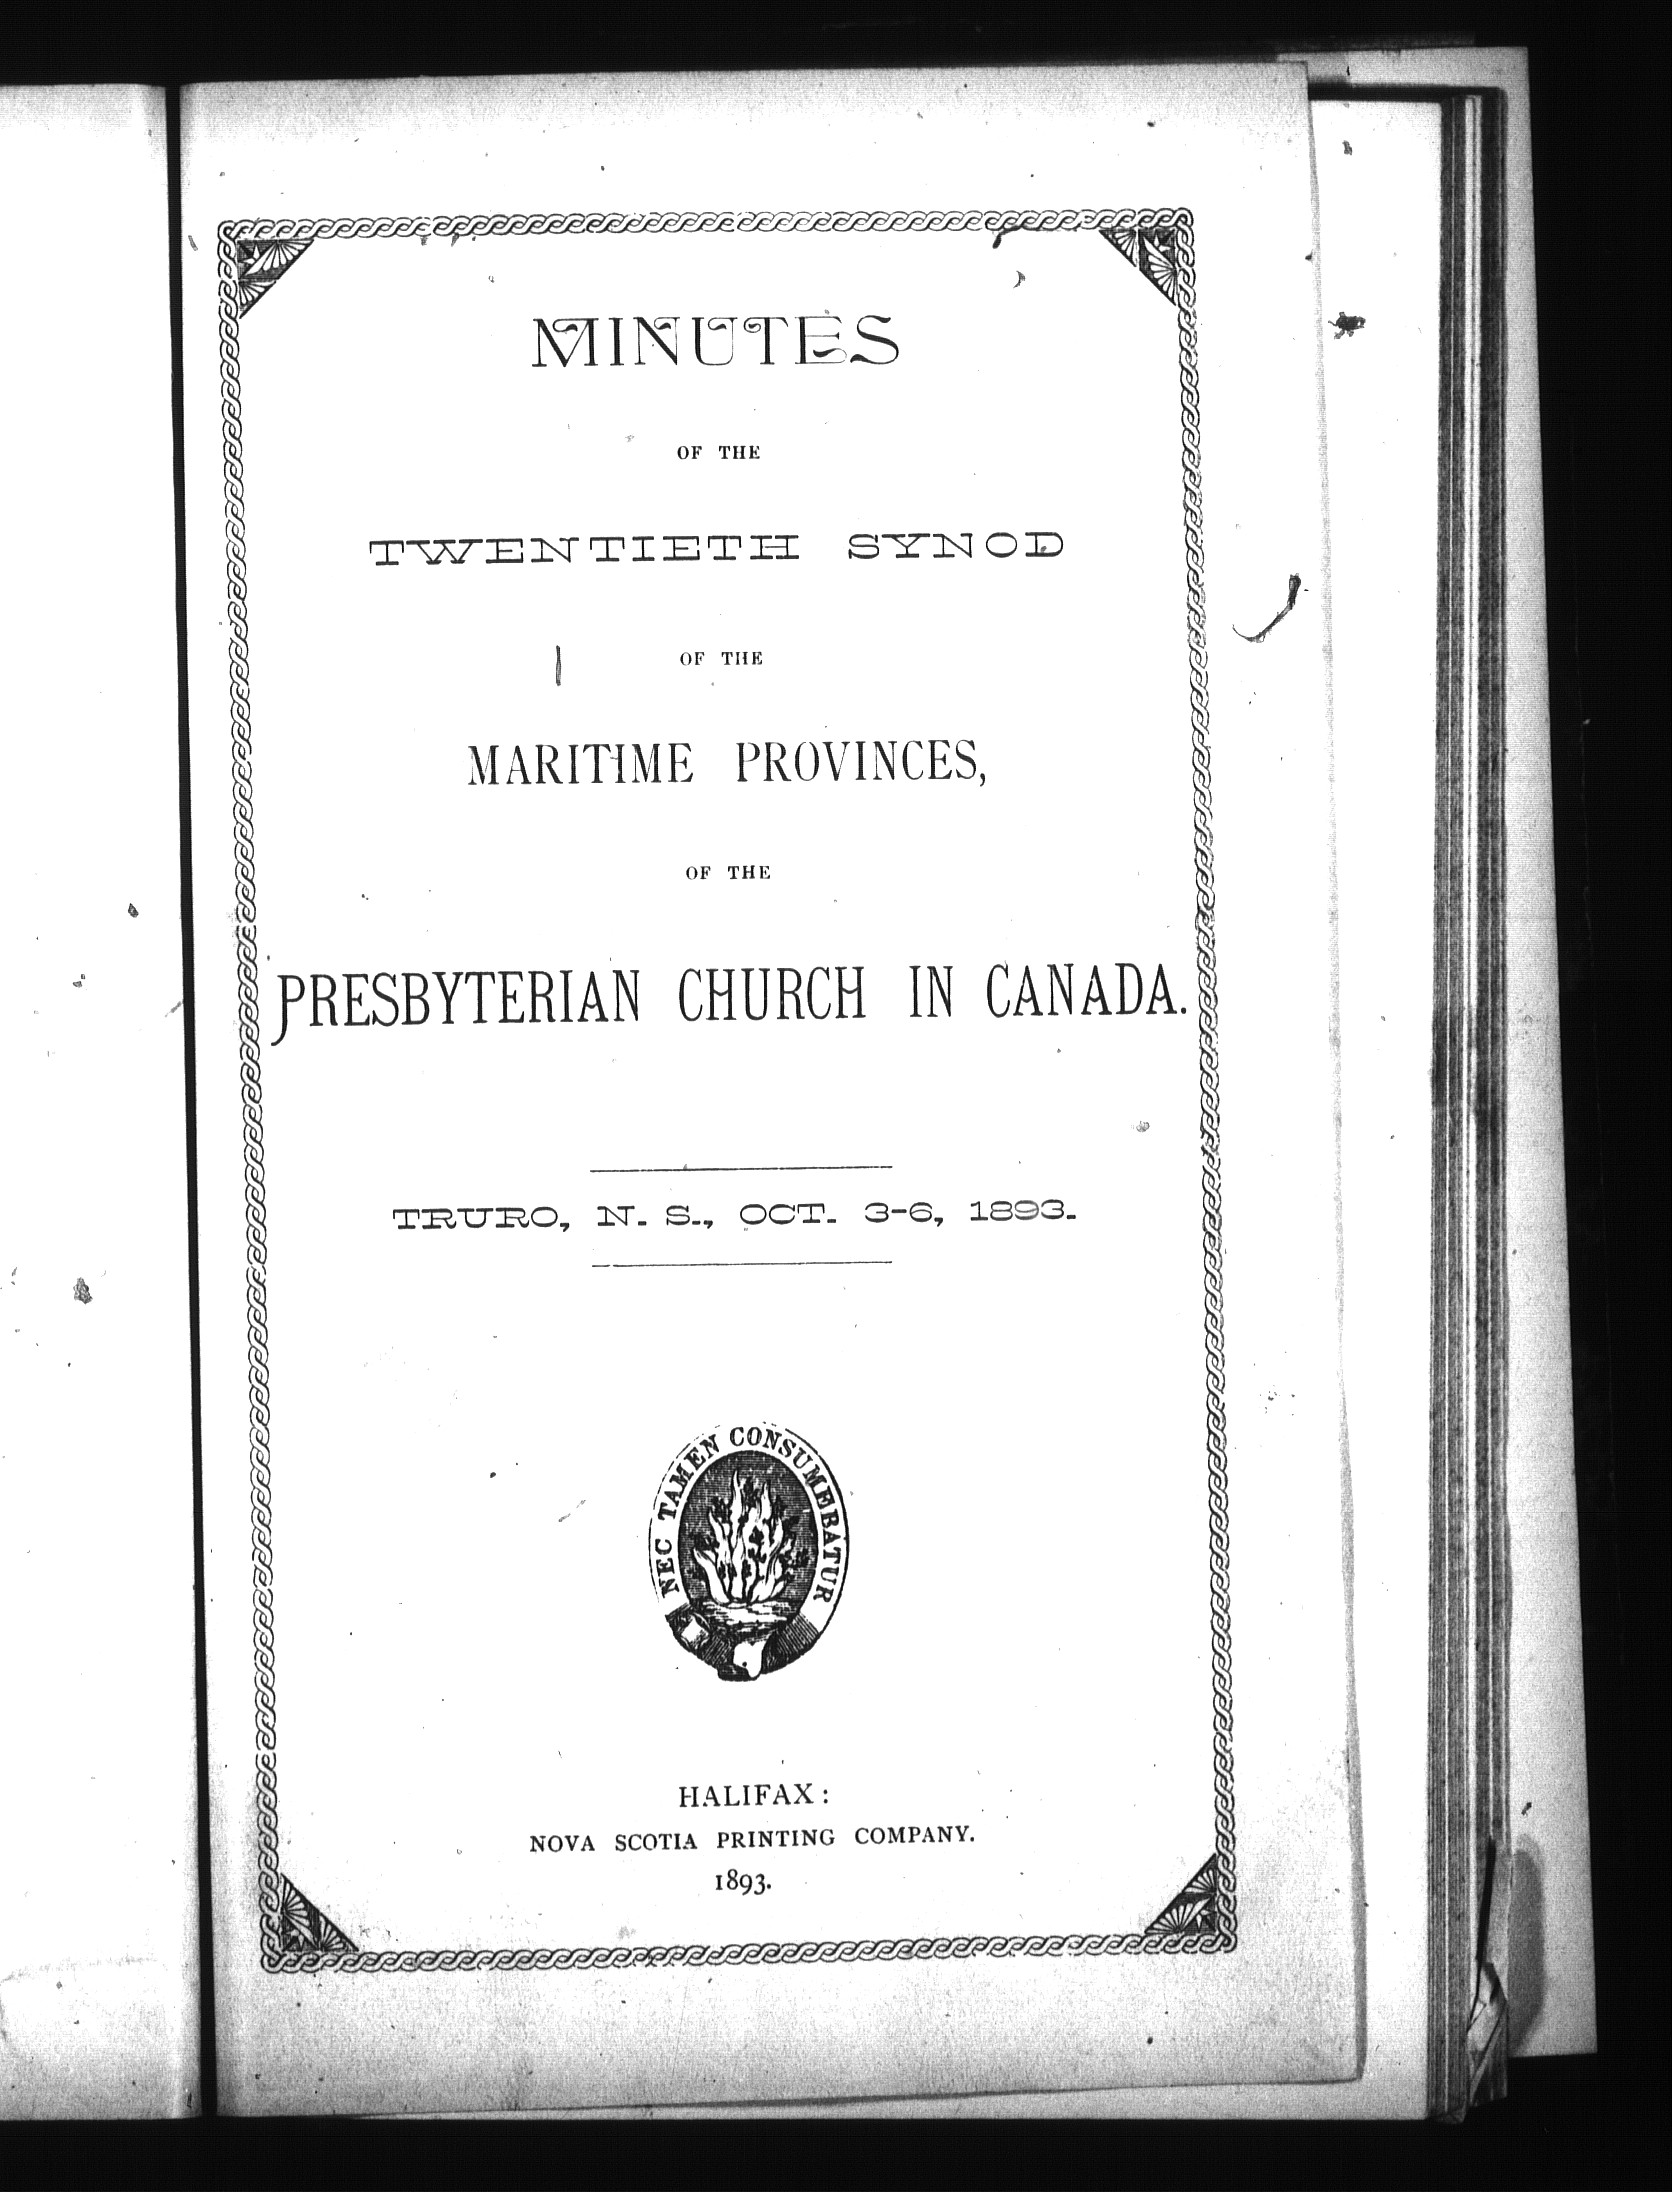 MINUTES
OF THE
TWENTIETH SYNOD
OF THE
MARITIME PROVINCES,
OF THE
PRESBYTERIAN CHURCH IN CANADA.
TRURO, N. S., OCT. 3-6, 1893.
NEC TAMEN CONSUMEBATUR
HALIFAX:
NOVA SCOTIA PRINTING COMPANY.
1893.